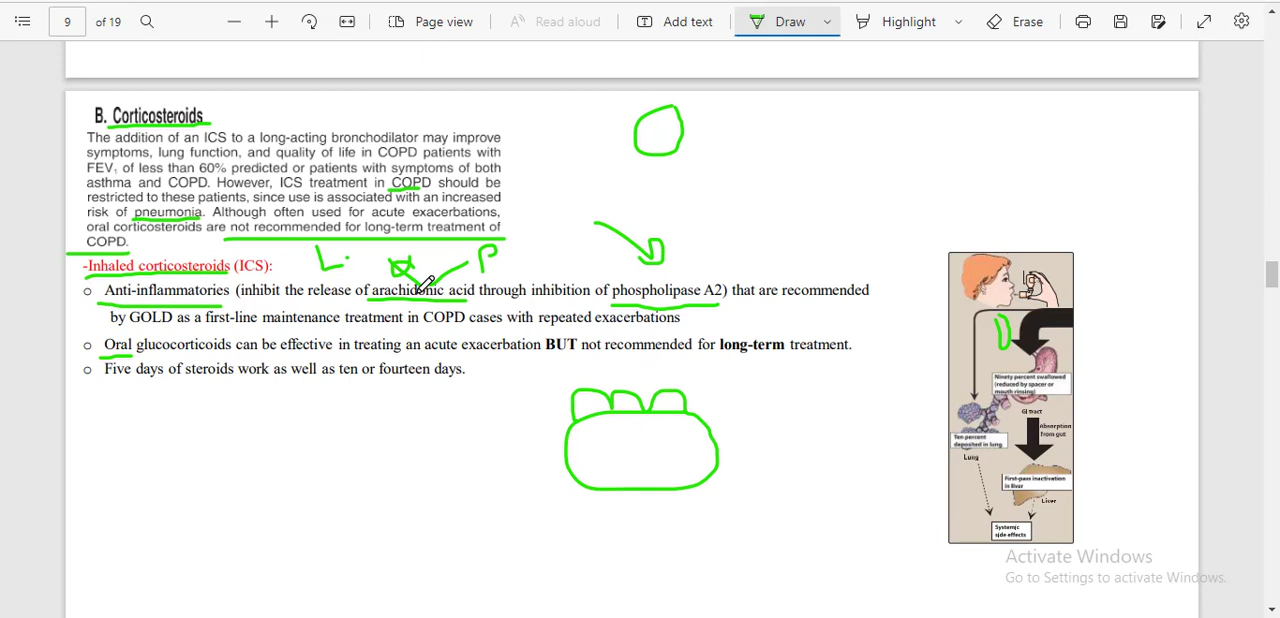 9 of 19 Page view Read aloud Add text Draw Highlight Erase
B. Corticosteroids
The addition of an ICS to a long-acting bronchodilator may improve
symptoms, lung function, and quality of life in COPD patients with
FEV₁ of less than 60% predicted or patients with symptoms of both
asthma and COPD. However, ICS treatment in COPD should be
restricted to these patients, since use is associated with an increased
risk of pneumonia. Although often used for acute exacerbations,
oral corticosteroids are not recommended for long-term treatment of
COPD.
L. P
-Inhaled corticosteroids (ICS):
o Anti-inflammatories (inhibit the release of arachidonic acid through inhibition of phospholipase A2) that are recommended
by GOLD as a first-line maintenance treatment in COPD cases with repeated exacerbations
o Oral glucocorticoids can be effective in treating an acute exacerbation BUT not recommended for long-term treatment.
o Five days of steroids work as well as ten or fourteen days.
Ninety percent swallowed
(reduced by spacer or
mouth rinsing)
GI tract
Absorption
from gut
Ten percent
deposited in lung
Lung
First-pass inactivation
in liver
Liver
Systemic
side effects
Activate Windows
Go to Settings to activate Windows.